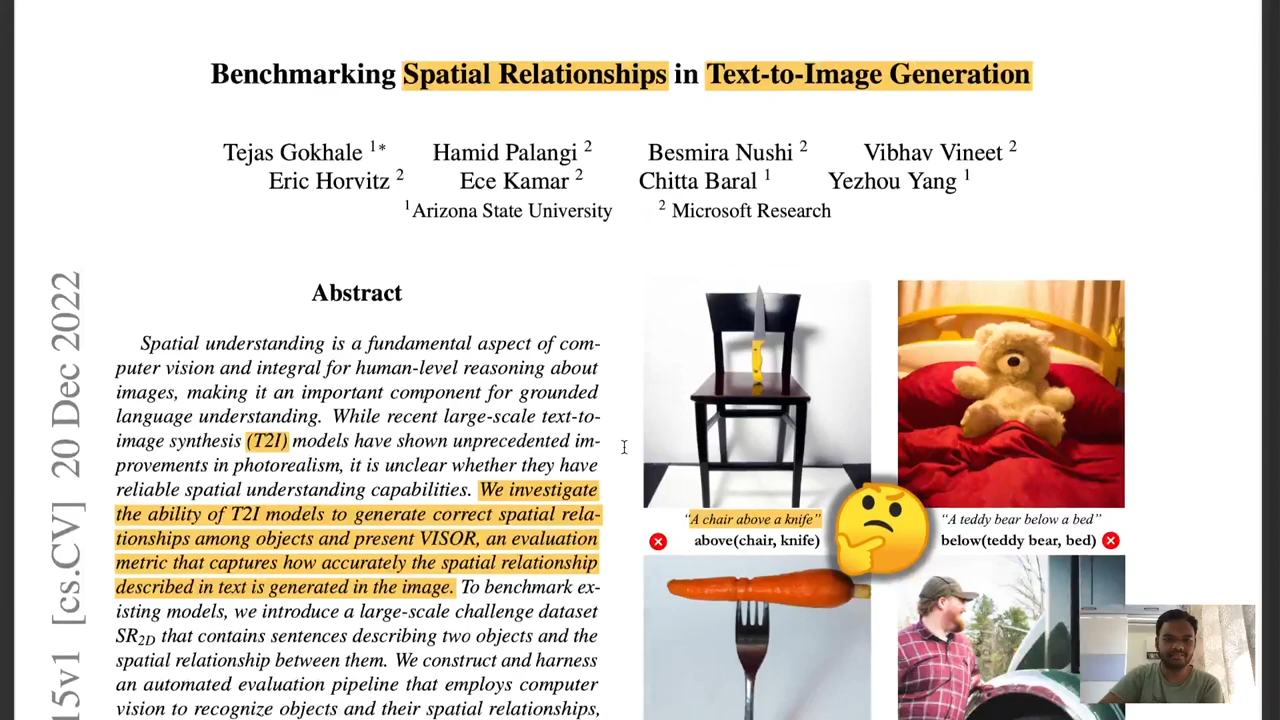 Benchmarking Spatial Relationships in Text-to-Image Generation
Tejas Gokhale 1* Hamid Palangi 2 Besmira Nushi 2 Vibhav Vineet 2
Eric Horvitz 2 Ece Kamar 2 Chitta Baral 1 Yezhou Yang 1
1 Arizona State University 2 Microsoft Research
15v1 [cs.CV] 20 Dec 2022
Abstract
Spatial understanding is a fundamental aspect of com-
puter vision and integral for human-level reasoning about
images, making it an important component for grounded
language understanding. While recent large-scale text-to-
image synthesis (T2I) models have shown unprecedented im-
provements in photorealism, it is unclear whether they have
reliable spatial understanding capabilities. We investigate
the ability of T2I models to generate correct spatial rela-
tionships among objects and present VISOR, an evaluation
metric that captures how accurately the spatial relationship
described in text is generated in the image. To benchmark ex-
isting models, we introduce a large-scale challenge dataset
SR2D that contains sentences describing two objects and the
spatial relationship between them. We construct and harness
an automated evaluation pipeline that employs computer
vision to recognize objects and their spatial relationships,
"A chair above a knife"
above(chair, knife)
"A teddy bear below a bed"
below(teddy bear, bed)